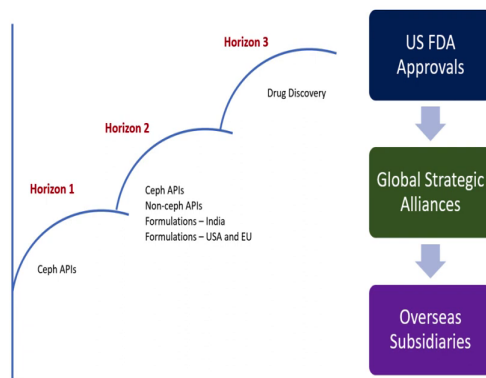 Horizon 3
Drug Discovery
Horizon 2
Ceph APIs
Non-ceph APIs
Formulations – India
Formulations – USA and EU
Horizon 1
Ceph APIs
US FDA
Approvals
Global Strategic
Alliances
Overseas
Subsidiaries